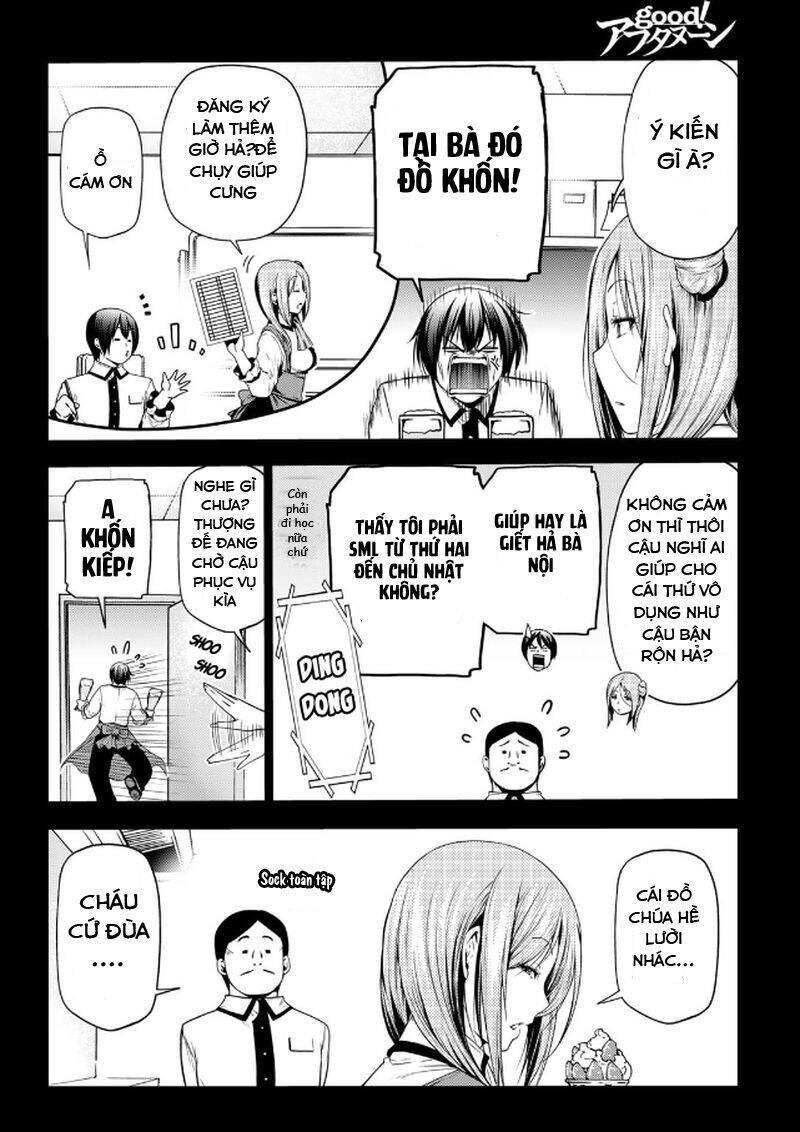 good!
アフタヌーン
Ý KIẾN
GÌ À?
TẠI BÀ ĐÓ
ĐỒ KHỐN!
ĐĂNG KÝ
LÀM THÊM
GIỜ HẢ?ĐỂ
CHỤY GIÚP
CƯNG
Ồ
CÁM ƠN
KHÔNG CẢM
ƠN THÌ THÔI
CẬU NGHĨ AI
GIÚP CHO
CÁI THỨ VÔ
DỤNG NHƯ
CẬU BẬN
RỘN HẢ?
GIÚP HAY LÀ
GIẾT HẢ BÀ
NỘI
THẤY TÔI PHẢI
SML TỪ THỨ HAI
ĐẾN CHỦ NHẬT
KHÔNG?
Còn
phải
đi học
nữa
chứ
DING
DONG
NGHE GÌ
CHƯA?
THƯỢNG
ĐẾ ĐANG
CHỜ CẬU
PHỤC VỤ
KÌA
A
KHỐN
KIẾP!
SHOO
SHOO
CÁI ĐỒ
CHÚA HỀ
LƯỜI
NHÁC...
Sock toàn tập
CHÁU
CỨ ĐÙA
....